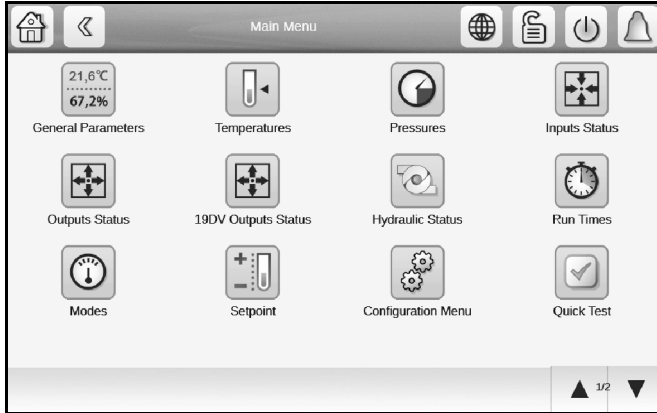 Main Menu
21,6°C
67,2%
General Parameters
Temperatures
Pressures
Inputs Status
Outputs Status
19DV Outputs Status
Hydraulic Status
Run Times
Modes
Setpoint
Configuration Menu
Quick Test
1/2